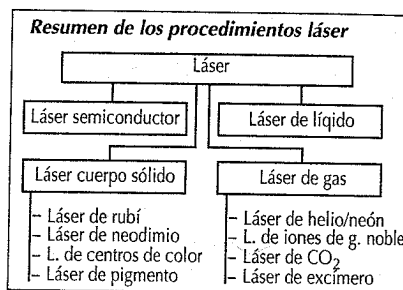 Resumen de los procedimientos láser
Láser
Láser semiconductor
Láser de líqido
Láser cuerpo sólido
Láser de gas
– Láser de rubí
– Láser de neodimio
– L. de centros de color
– Láser de pigmento
– Láser de helio/neón
– L. de iones de g. noble
– Láser de CO₂
– Láser de excímero